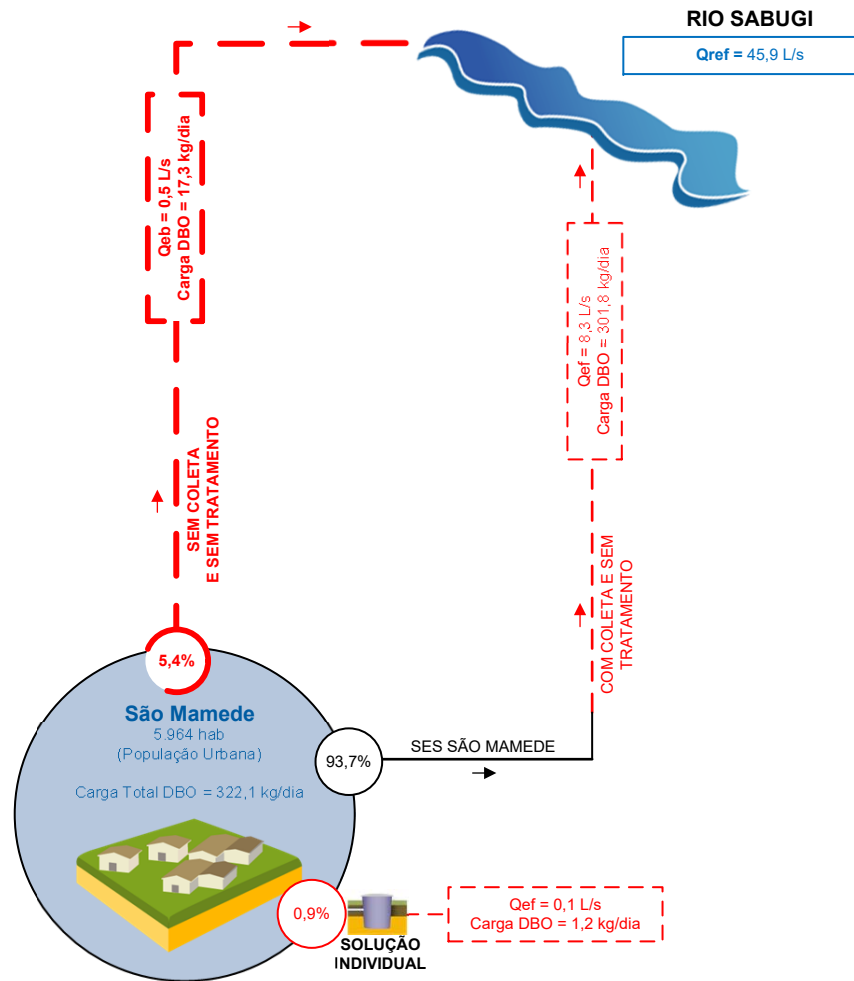 RIO SABUGI
Qref = 45,9 L/s
Qeb = 0,5 L/s
Carga DBO = 17,3 kg/dia
Qef = 8,3 L/s
Carga DBO = 301,8 kg/dia
SEM COLETA
E SEM TRATAMENTO
COM COLETA E SEM
TRATAMENTO
5,4%
São Mamede
5.964 hab
(População Urbana)
Carga Total DBO = 322,1 kg/dia
93,7%
SES SÃO MAMEDE
0,9%
SOLUÇÃO
INDIVIDUAL
Qef = 0,1 L/s
Carga DBO = 1,2 kg/dia